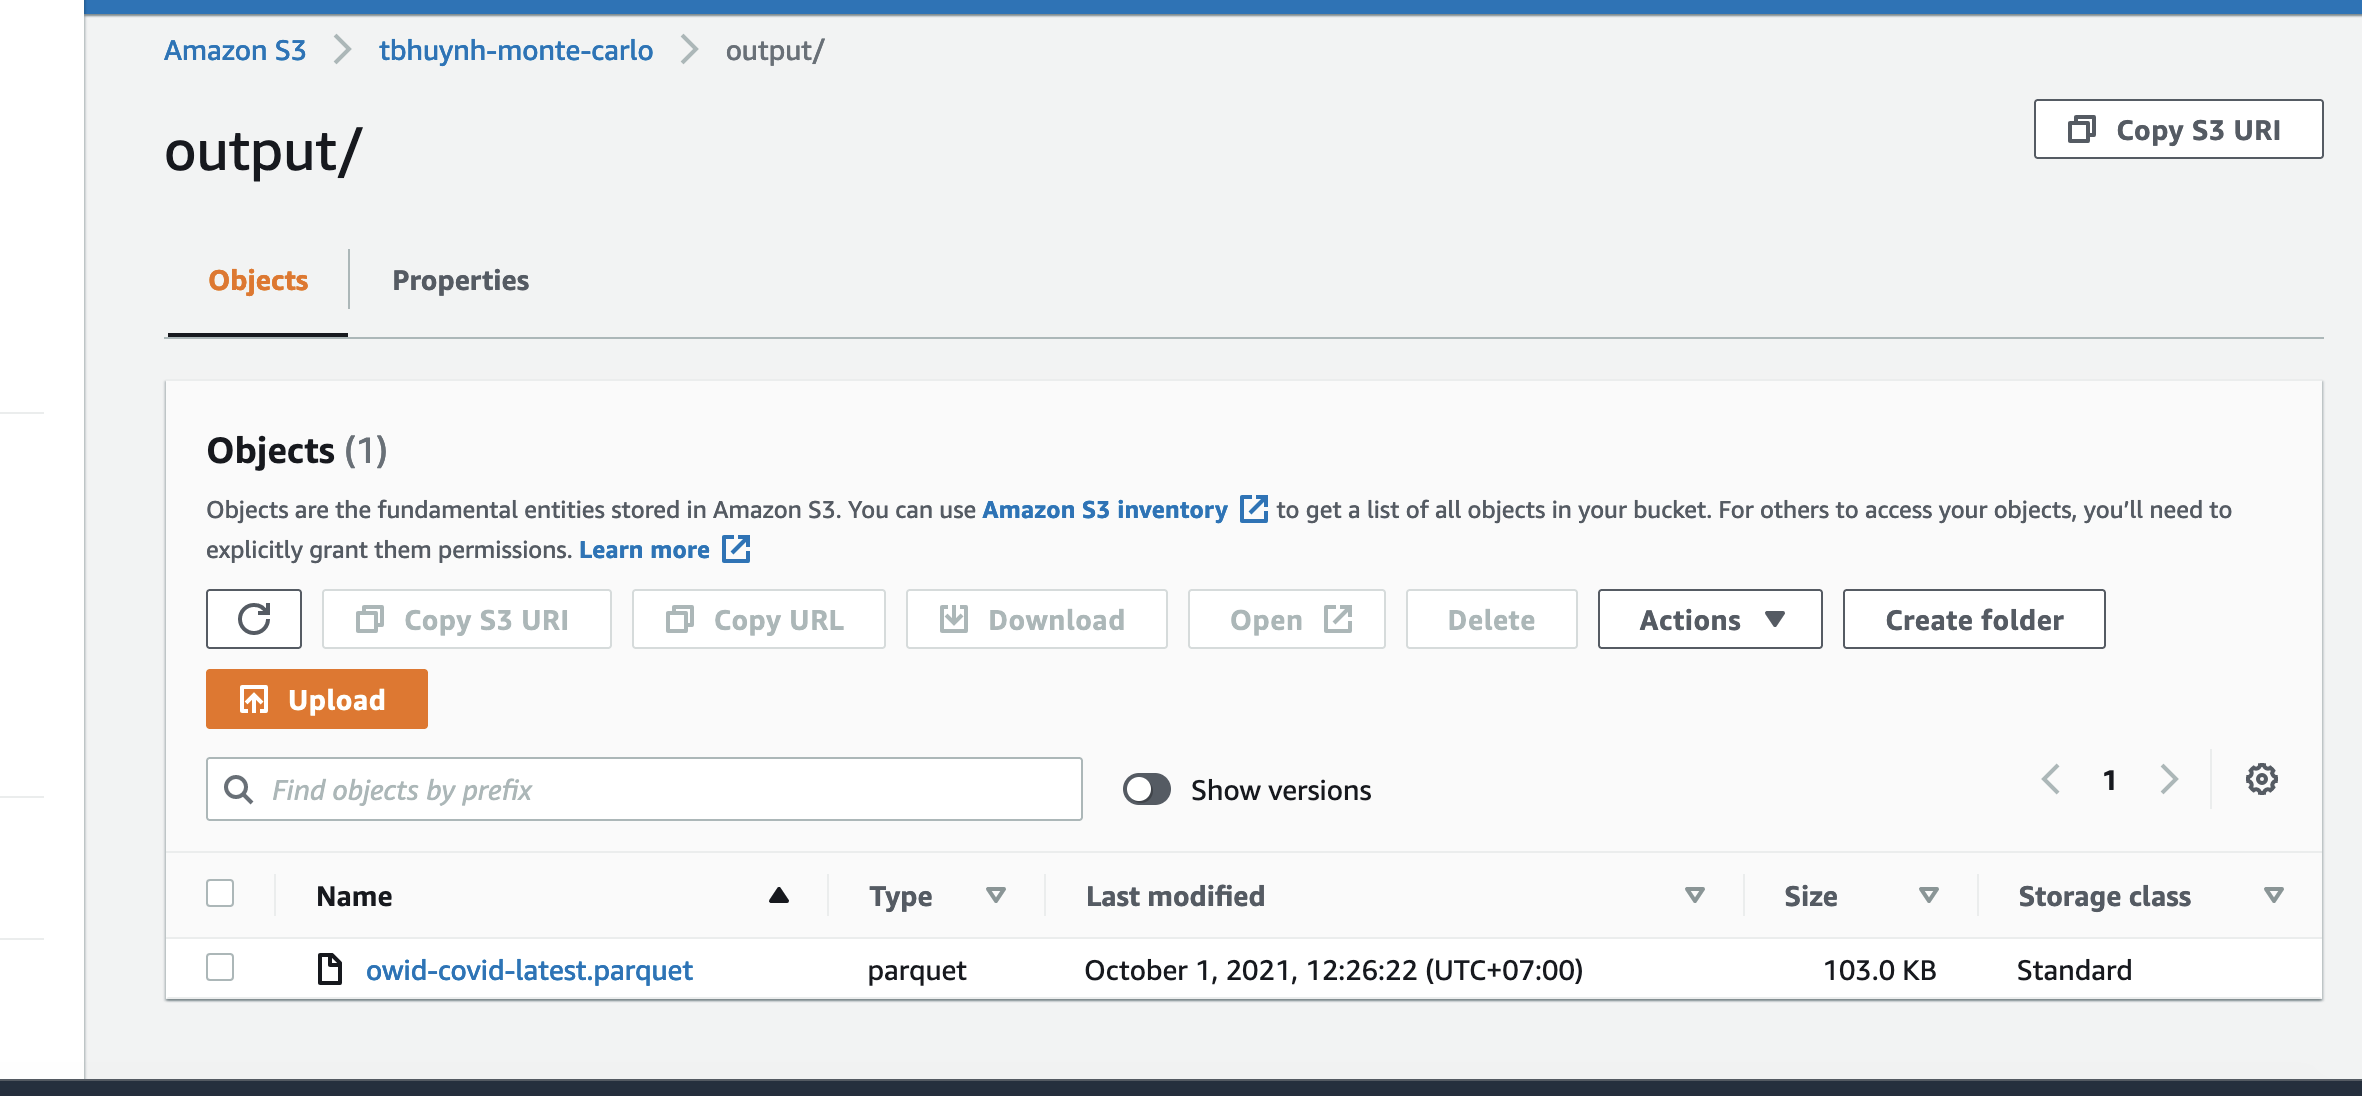 Amazon S3 tbhuynh-monte-carlo output/
output/
Copy S3 URI
Objects Properties
Objects (1)
Objects are the fundamental entities stored in Amazon S3. You can use Amazon S3 inventory to get a list of all objects in your bucket. For others to access your objects, you’ll need to
explicitly grant them permissions. Learn more
Copy S3 URI Copy URL Download Open Delete Actions Create folder
Upload
Find objects by prefix Show versions 1
Name Type Last modified Size Storage class
owid-covid-latest.parquet parquet October 1, 2021, 12:26:22 (UTC+07:00) 103.0 KB Standard